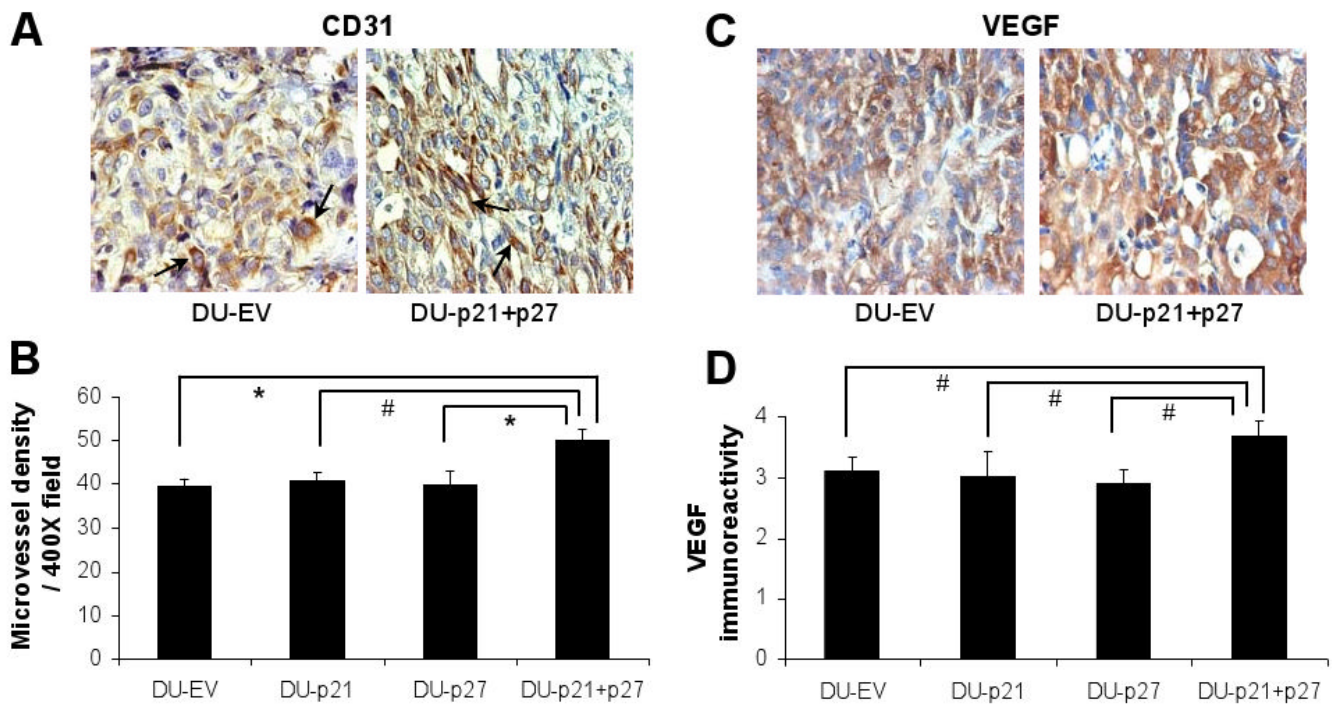 A
CD31
DU-EV
DU-p21+p27
C
VEGF
DU-EV
DU-p21+p27
B
Microvessel density
/ 400X field
60
50
40
30
20
10
0
*
#
*
DU-EV
DU-p21
DU-p27
DU-p21+p27
D
VEGF
immunoreactivity
4
3
2
1
0
#
#
#
DU-EV
DU-p21
DU-p27
DU-p21+p27